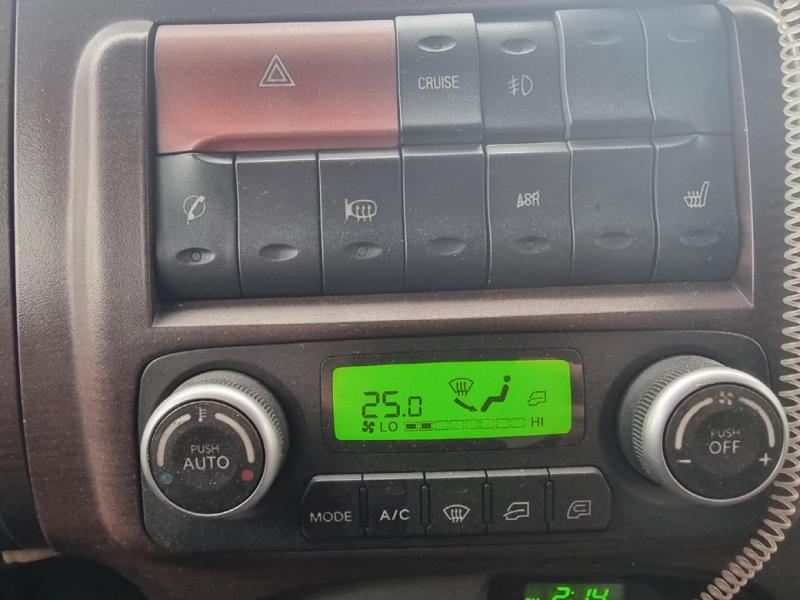 CRUISE
ASR
25.0
LO HI
PUSH
AUTO
PUSH
OFF
- +
MODE A/C
2:14